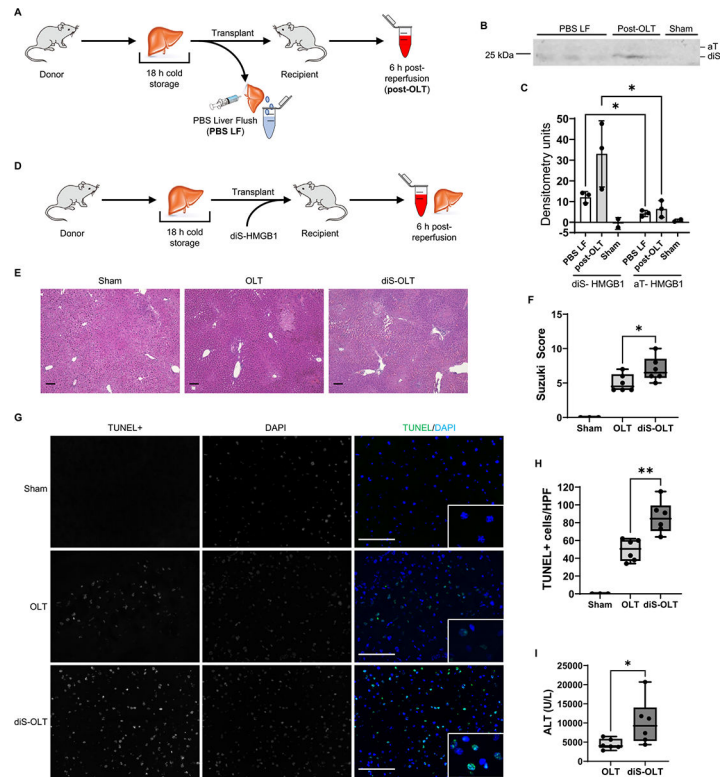 A
Donor
18 h cold
storage
Transplant
Recipient
6 h post-
reperfusion
(post-OLT)
PBS Liver Flush
(PBS LF)
B
PBS LF Post-OLT Sham
25 kDa
aT
diS
C
Densitometry units
50
40
30
20
10
5
0
-5
*
*
PBS LF
post-OLT
Sham
PBS LF
post-OLT
Sham
diS- HMGB1 aT- HMGB1
D
Donor
18 h cold
storage
Transplant
diS-HMGB1
Recipient
6 h post-
reperfusion
E
Sham OLT diS-OLT
F
Suzuki Score
15
10
5
0
*
Sham OLT diS-OLT
G
TUNEL+ DAPI TUNEL/DAPI
Sham
OLT
diS-OLT
H
TUNEL+ cells/HPF
120
100
80
60
40
20
0
**
Sham OLT diS-OLT
I
ALT (U/L)
25000
20000
15000
10000
5000
0
*
OLT diS-OLT